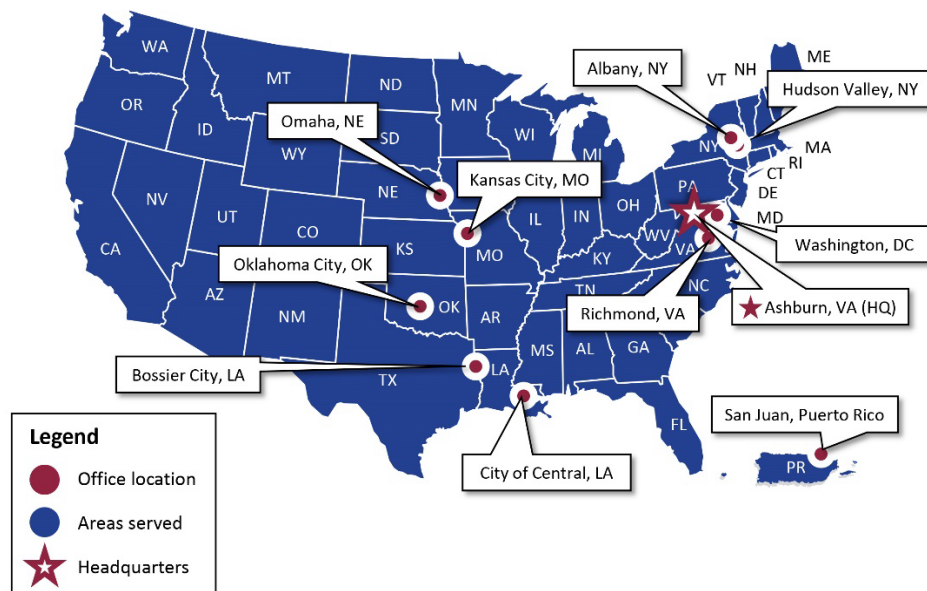 WA
MT
ND
MN
OR
ID
SD
WI
MI
WY
NE
NV
UT
CO
CA
KS
MO
IL
IN
OH
PA
NY
VT
NH
ME
MA
RI
CT
DE
MD
WV
VA
KY
NC
TN
AZ
NM
OK
AR
TX
LA
MS
AL
GA
FL
PR
Albany, NY
Hudson Valley, NY
Omaha, NE
Kansas City, MO
Oklahoma City, OK
Washington, DC
Richmond, VA
Ashburn, VA (HQ)
Bossier City, LA
City of Central, LA
San Juan, Puerto Rico
Legend
Office location
Areas served
Headquarters